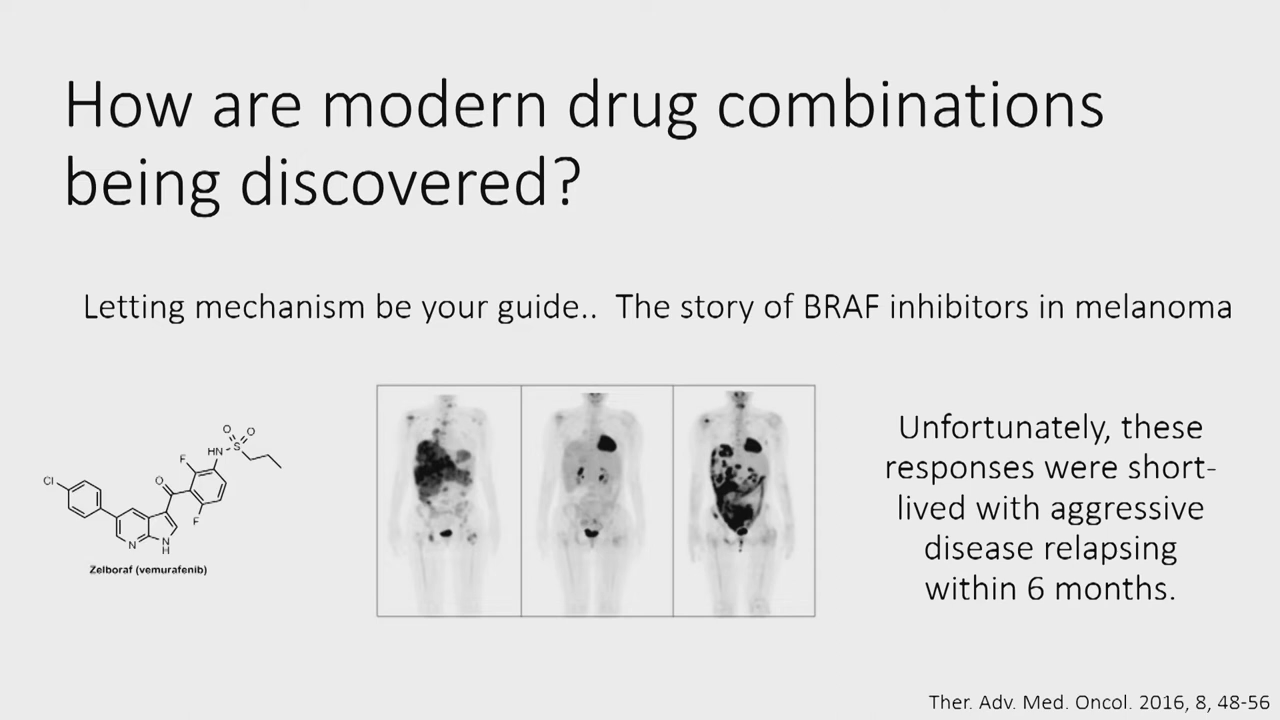 How are modern drug combinations
being discovered?
Letting mechanism be your guide.. The story of BRAF inhibitors in melanoma
O
O
S
HN
F
O
Cl
F
N
N
H
Zelboraf (vemurafenib)
Unfortunately, these
responses were short-
lived with aggressive
disease relapsing
within 6 months.
Ther. Adv. Med. Oncol. 2016, 8, 48-56